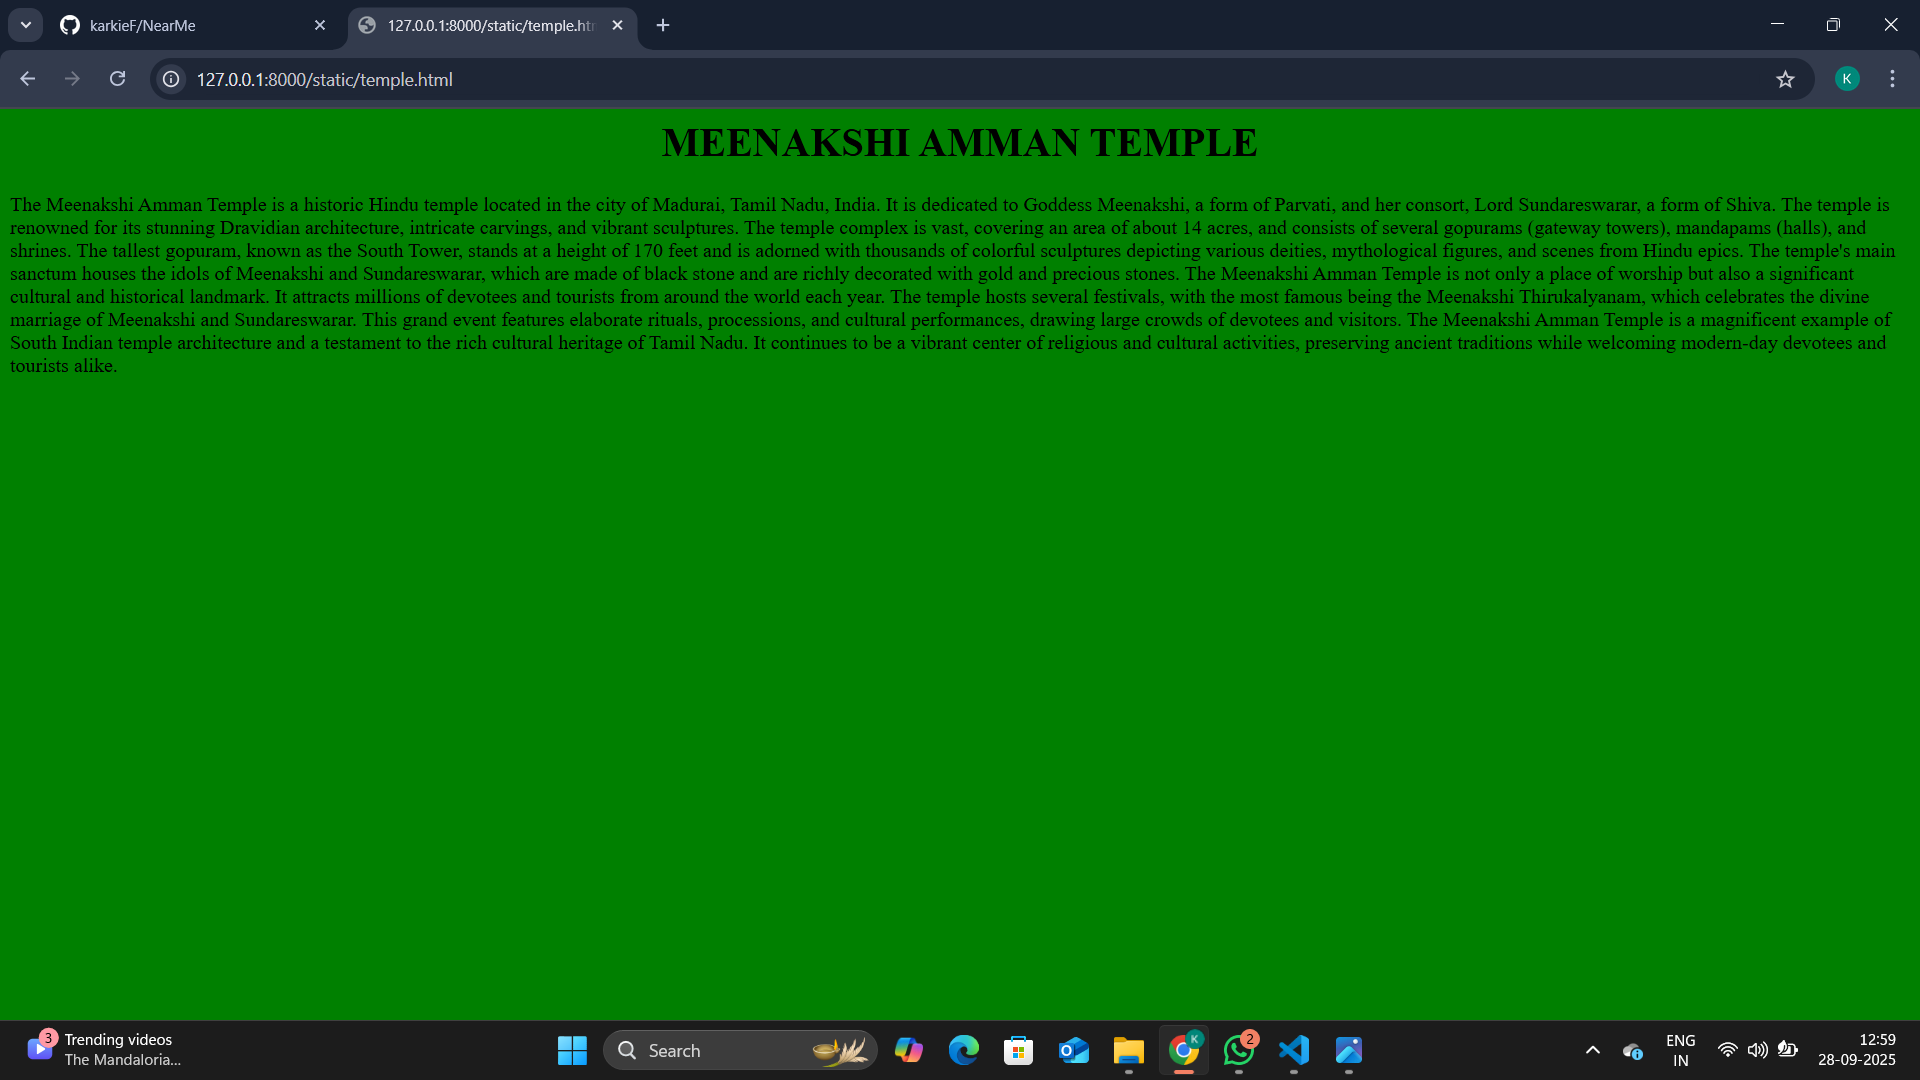 karkieF/NearMe
127.0.0.1:8000/static/temple.htm
127.0.0.1:8000/static/temple.html
K
MEENAKSHI AMMAN TEMPLE
The Meenakshi Amman Temple is a historic Hindu temple located in the city of Madurai, Tamil Nadu, India. It is dedicated to Goddess Meenakshi, a form of Parvati, and her consort, Lord Sundareswarar, a form of Shiva. The temple is
renowned for its stunning Dravidian architecture, intricate carvings, and vibrant sculptures. The temple complex is vast, covering an area of about 14 acres, and consists of several gopurams (gateway towers), mandapams (halls), and
shrines. The tallest gopuram, known as the South Tower, stands at a height of 170 feet and is adorned with thousands of colorful sculptures depicting various deities, mythological figures, and scenes from Hindu epics. The temple's main
sanctum houses the idols of Meenakshi and Sundareswarar, which are made of black stone and are richly decorated with gold and precious stones. The Meenakshi Amman Temple is not only a place of worship but also a significant
cultural and historical landmark. It attracts millions of devotees and tourists from around the world each year. The temple hosts several festivals, with the most famous being the Meenakshi Thirukalyanam, which celebrates the divine
marriage of Meenakshi and Sundareswarar. This grand event features elaborate rituals, processions, and cultural performances, drawing large crowds of devotees and visitors. The Meenakshi Amman Temple is a magnificent example of
South Indian temple architecture and a testament to the rich cultural heritage of Tamil Nadu. It continues to be a vibrant center of religious and cultural activities, preserving ancient traditions while welcoming modern-day devotees and
tourists alike.
3
Trending videos
The Mandaloria...
Search
K
2
ENG
IN
12:59
28-09-2025